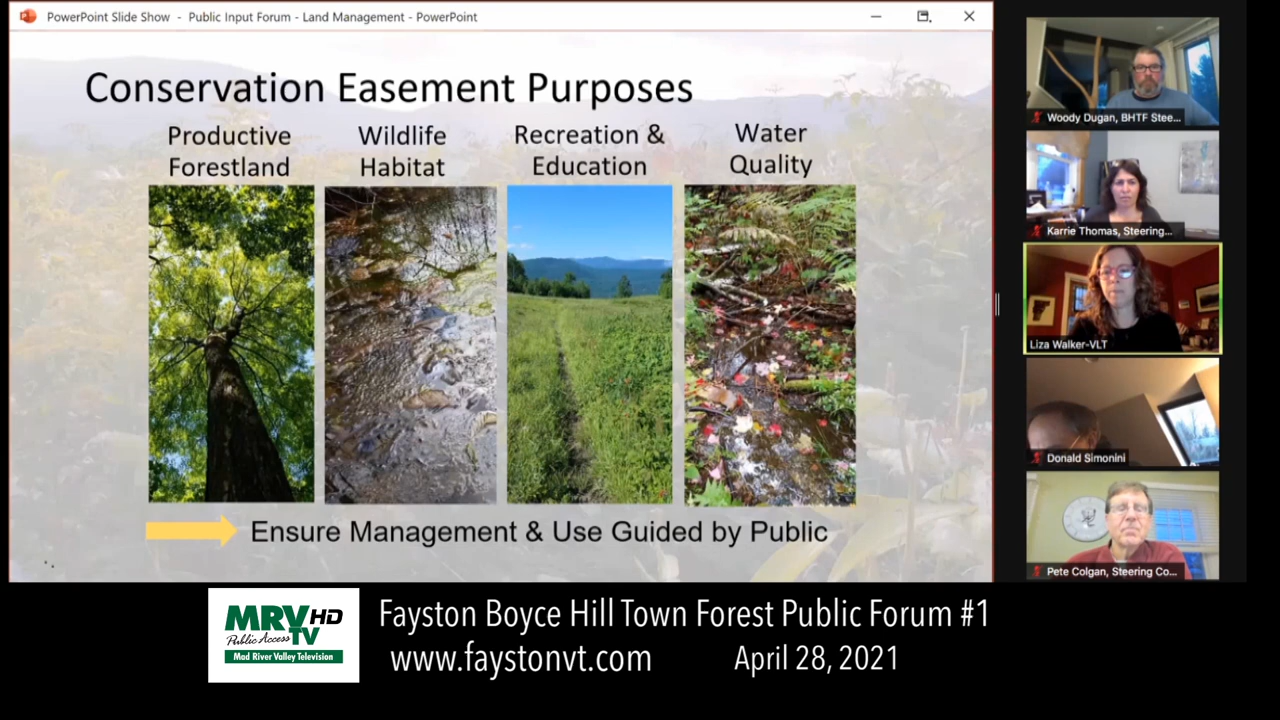 PowerPoint Slide Show - Public Input Forum - Land Management - PowerPoint
Conservation Easement Purposes
Productive
Forestland
Wildlife
Habitat
Recreation &
Education
Water
Quality
Ensure Management & Use Guided by Public
Woody Dugan, BHTF Stee...
Karrie Thomas, Steering...
Liza Walker-VLT
Donald Simonini
Pete Colgan, Steering Co...
MRV HD
Public Access TV
Mad River Valley Television
Fayston Boyce Hill Town Forest Public Forum #1
www.faystonvt.com April 28, 2021